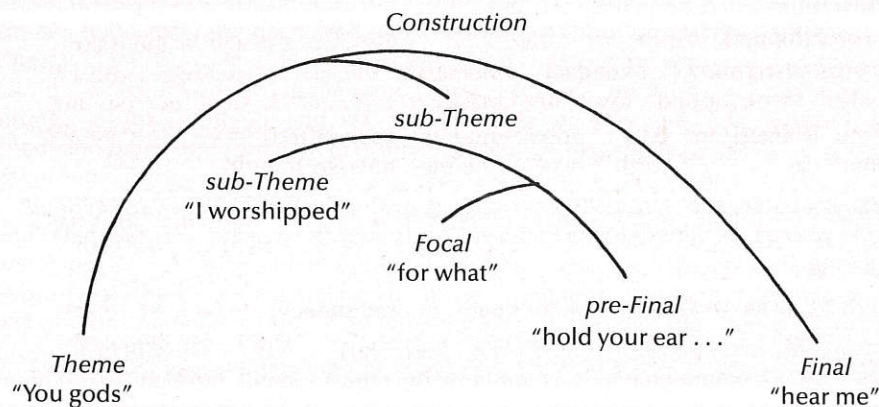 Construction
sub-Theme
sub-Theme
“I worshipped”
Focal
“for what”
pre-Final
“hold your ear . . .”
Theme
“You gods”
Final
“hear me”